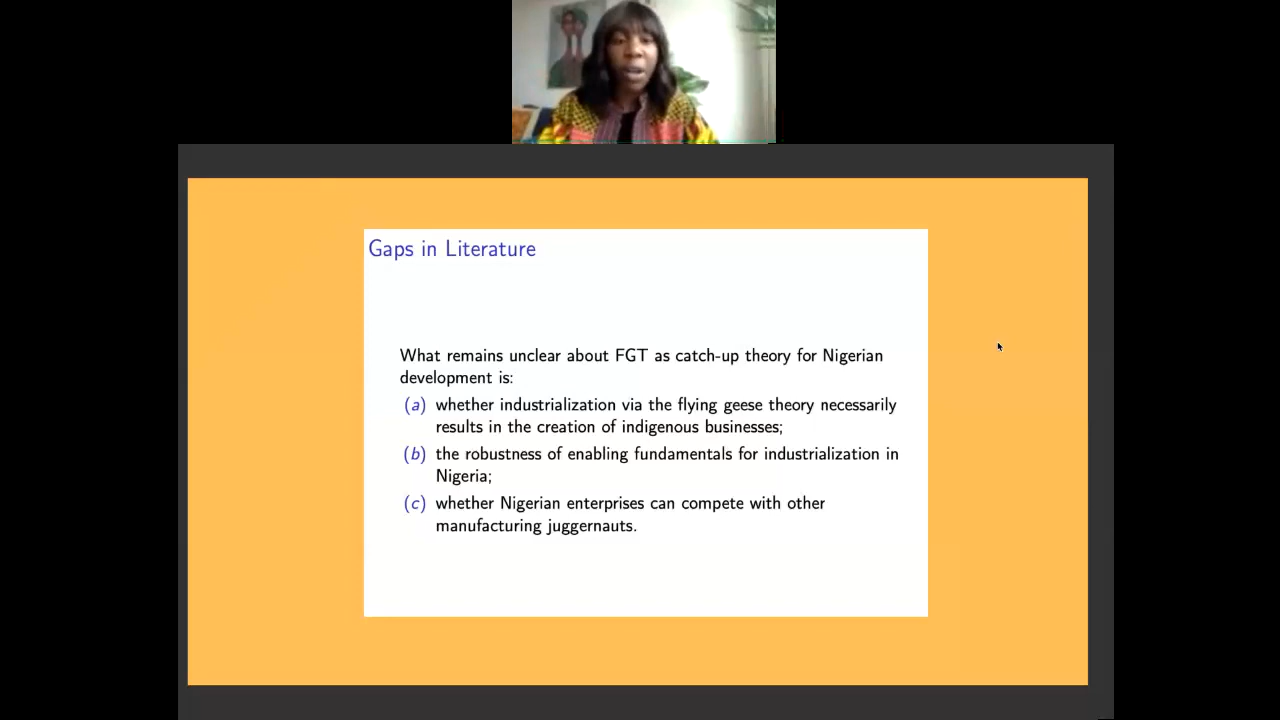 Gaps in Literature
What remains unclear about FGT as catch-up theory for Nigerian
development is:
(a) whether industrialization via the flying geese theory necessarily
results in the creation of indigenous businesses;
(b) the robustness of enabling fundamentals for industrialization in
Nigeria;
(c) whether Nigerian enterprises can compete with other
manufacturing juggernauts.